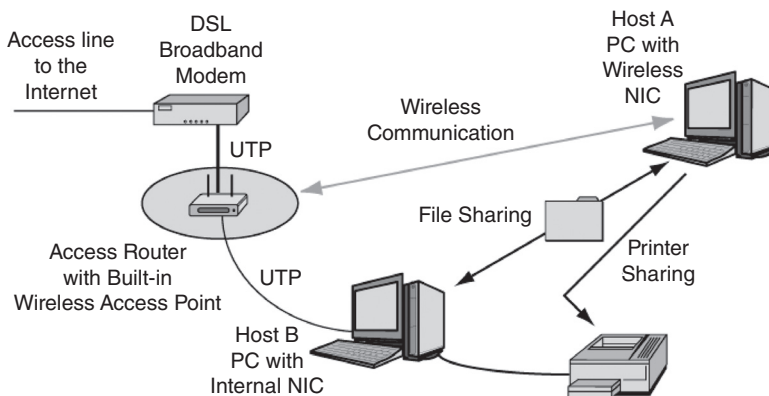 Access line
to the
Internet
DSL
Broadband
Modem
Host A
PC with
Wireless
NIC
Wireless
Communication
UTP
File Sharing
Printer
Sharing
Access Router
with Built-in
Wireless Access Point
UTP
Host B
PC with
Internal NIC